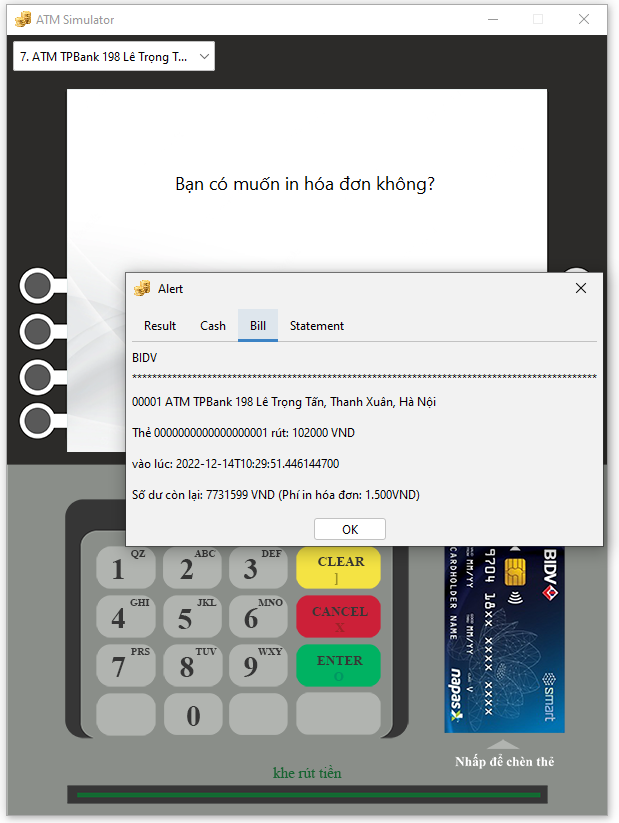 ATM Simulator
7. ATM TPBank 198 Lê Trọng T...
Bạn có muốn in hóa đơn không?
Alert
Result Cash Bill Statement
BIDV
*********************************************************************************************
00001 ATM TPBank 198 Lê Trọng Tấn, Thanh Xuân, Hà Nội
Thẻ 0000000000000000001 rút: 102000 VND
vào lúc: 2022-12-14T10:29:51.446144700
Số dư còn lại: 7731599 VND (Phí in hóa đơn: 1.500VND)
OK
1 QZ 2 ABC 3 DEF CLEAR ]
4 GHI 5 JKL 6 MNO CANCEL X
7 PRS 8 TUV 9 WXY ENTER O
0
BIDV
smart
9704 18xx xxxx xxxx
MM/YY MM/YY V
CARDHOLDER NAME
napas
Nhấp để chèn thẻ
khe rút tiền